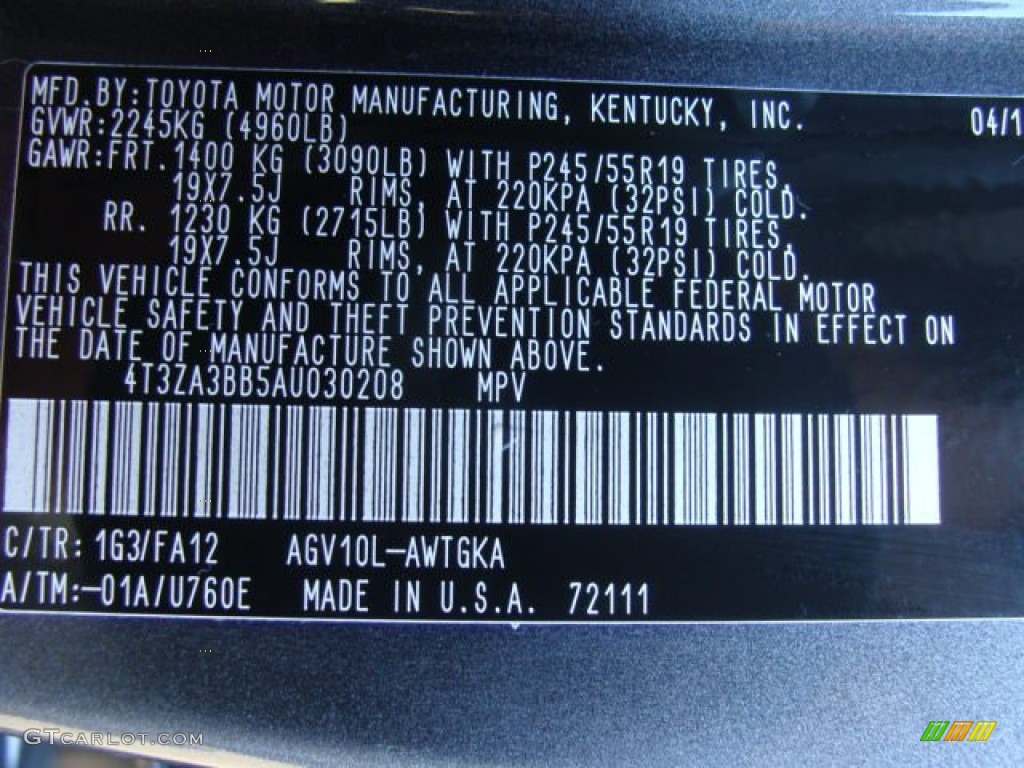 MFD.BY:TOYOTA MOTOR MANUFACTURING, KENTUCKY, INC. 04/1
GVWR:2245KG (4960LB)
GAWR:FRT. 1400 KG (3090LB) WITH P245/55R19 TIRES,
19X7.5J RIMS, AT 220KPA (32PSI) COLD.
RR. 1230 KG (2715LB) WITH P245/55R19 TIRES,
19X7.5J RIMS, AT 220KPA (32PSI) COLD.
THIS VEHICLE CONFORMS TO ALL APPLICABLE FEDERAL MOTOR
VEHICLE SAFETY AND THEFT PREVENTION STANDARDS IN EFFECT ON
THE DATE OF MANUFACTURE SHOWN ABOVE.
4T3ZA3BB5AU030208 MPV
C/TR: 1G3/FA12 AGV10L-AWTGKA
A/TM:-01A/U760E MADE IN U.S.A. 72111
GTCarLot.com